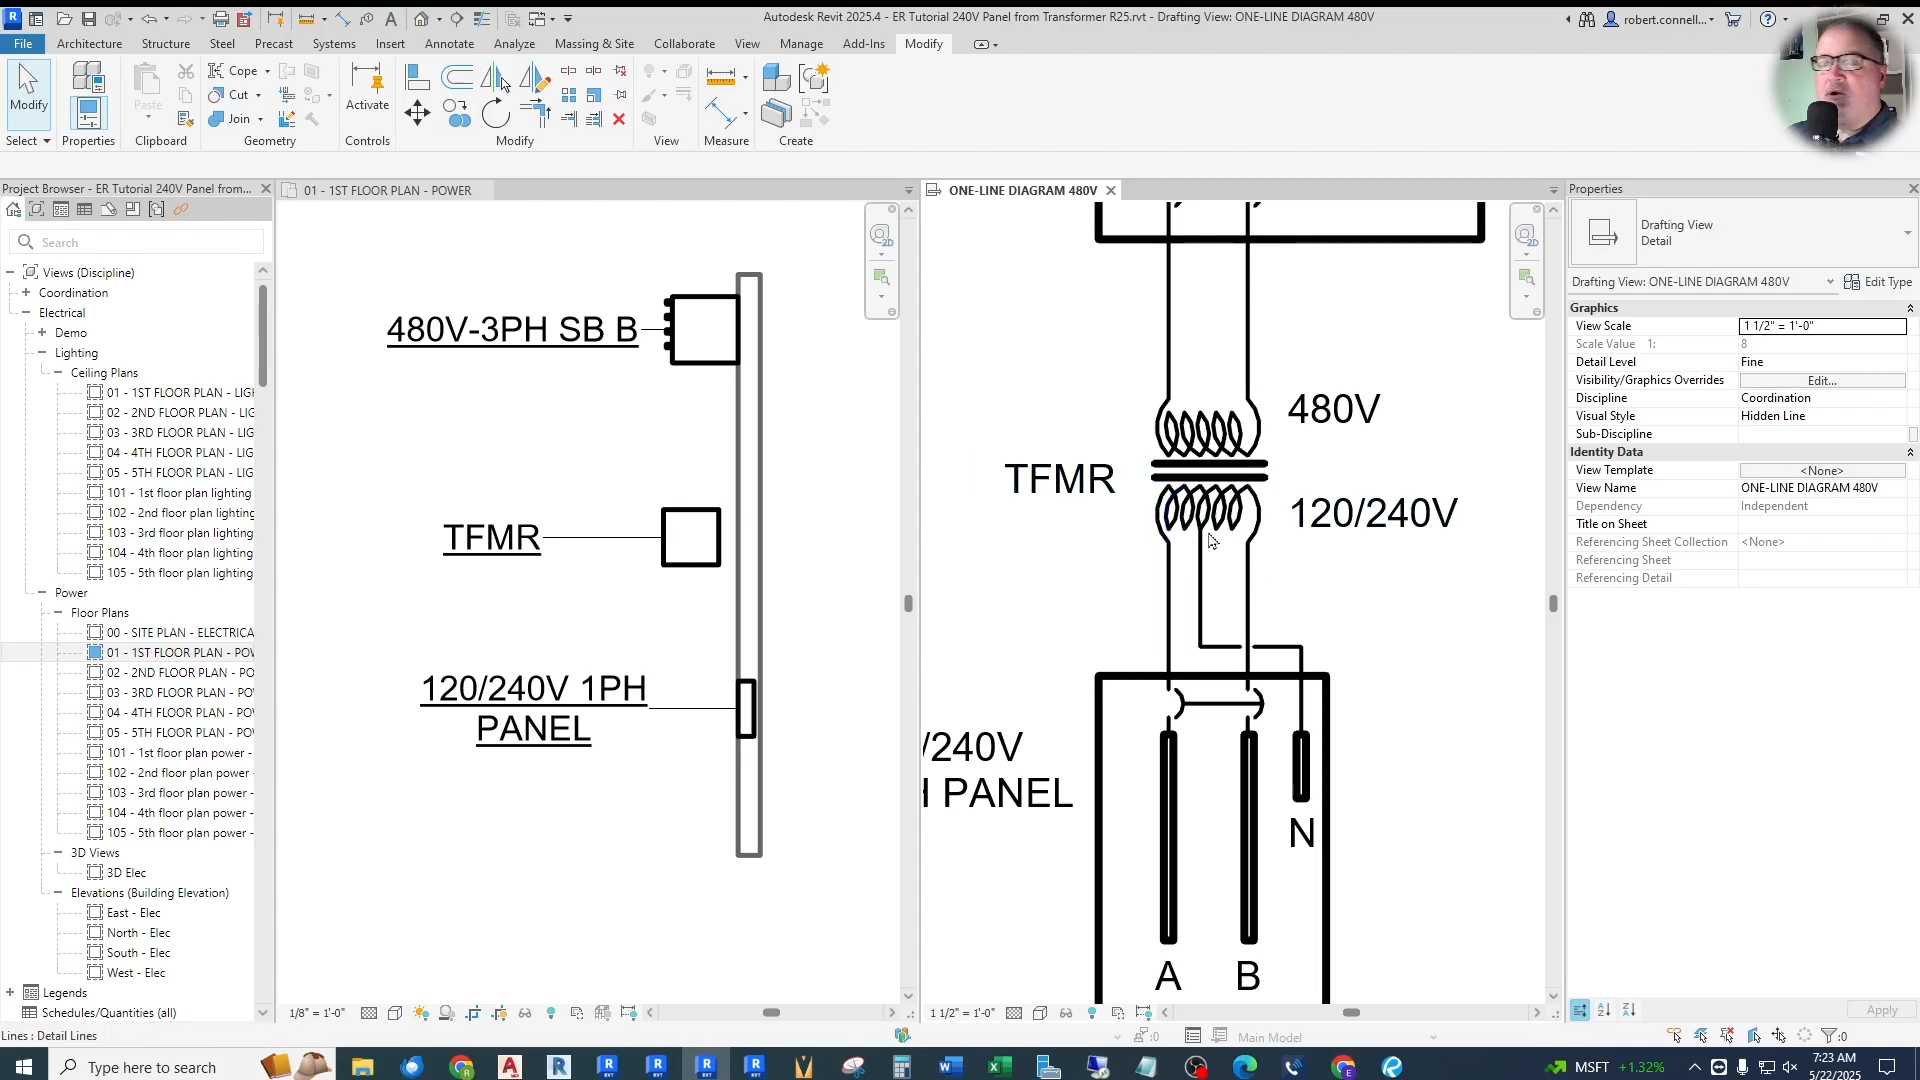 Autodesk Revit 2025.4 - ER Tutorial 240V Panel from Transformer R25.rvt - Drafting View: ONE-LINE DIAGRAM 480V
robert.connell...
File Architecture Structure Steel Precast Systems Insert Annotate Analyze Massing & Site Collaborate View Manage Add-Ins Modify
Modify
Paste
Cope
Cut
Join
Activate
Select Properties Clipboard Geometry Controls Modify View Measure Create
Project Browser - ER Tutorial 240V Panel from...
Search
Views (Discipline)
Coordination
Electrical
Demo
Lighting
Ceiling Plans
01 - 1ST FLOOR PLAN - LIGH
02 - 2ND FLOOR PLAN - LIG
03 - 3RD FLOOR PLAN - LIG
04 - 4TH FLOOR PLAN - LIG
05 - 5TH FLOOR PLAN - LIG
101 - 1st floor plan lighting
102 - 2nd floor plan lighting
103 - 3rd floor plan lighting
104 - 4th floor plan lighting
105 - 5th floor plan lighting
Power
Floor Plans
00 - SITE PLAN - ELECTRICA
01 - 1ST FLOOR PLAN - POW
02 - 2ND FLOOR PLAN - PO
03 - 3RD FLOOR PLAN - POW
04 - 4TH FLOOR PLAN - POW
05 - 5TH FLOOR PLAN - POW
101 - 1st floor plan power -
102 - 2nd floor plan power -
103 - 3rd floor plan power -
104 - 4th floor plan power -
105 - 5th floor plan power -
3D Views
3D Elec
Elevations (Building Elevation)
East - Elec
North - Elec
South - Elec
West - Elec
Legends
Schedules/Quantities (all)
01 - 1ST FLOOR PLAN - POWER
2D
480V-3PH SB B
TFMR
120/240V 1PH
PANEL
1/8" = 1'-0"
ONE-LINE DIAGRAM 480V
2D
480V
TFMR
120/240V
/240V
PANEL
N
A B
1 1/2" = 1'-0"
Properties
Drafting View
Detail
Drafting View: ONE-LINE DIAGRAM 480V
Edit Type
Graphics
View Scale 1 1/2" = 1'-0"
Scale Value 1: 8
Detail Level Fine
Visibility/Graphics Overrides Edit...
Discipline Coordination
Visual Style Hidden Line
Sub-Discipline
Identity Data
View Template <None>
View Name ONE-LINE DIAGRAM 480V
Dependency Independent
Title on Sheet
Referencing Sheet Collection <None>
Referencing Sheet
Referencing Detail
Apply
Lines : Detail Lines
:0
Main Model
:0
Type here to search
MSFT +1.32%
7:23 AM
5/22/2025